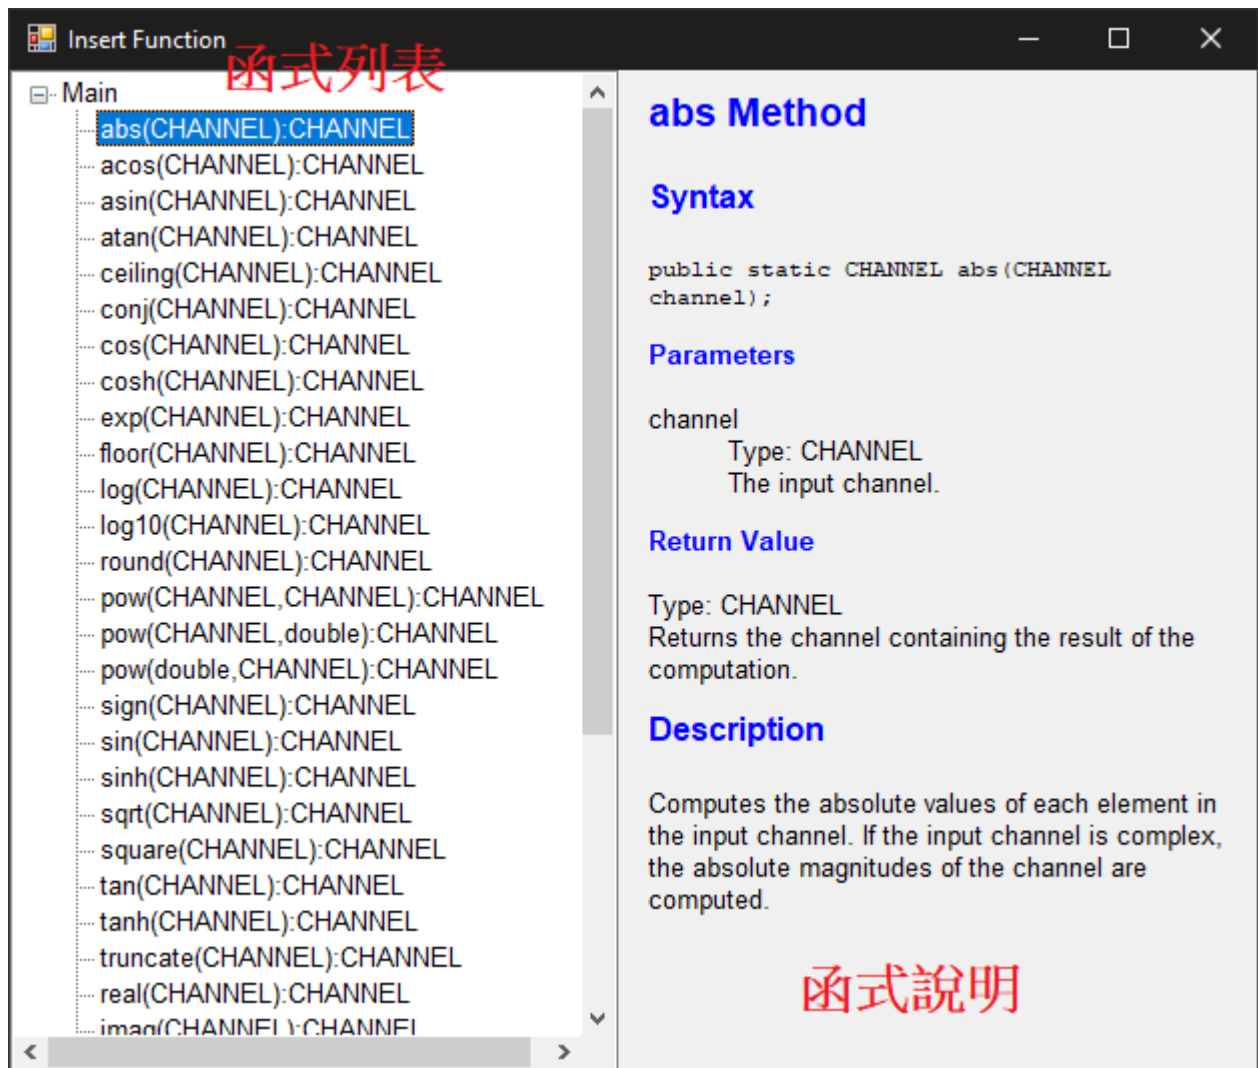 Insert Function
函式列表
Main
abs(CHANNEL):CHANNEL
acos(CHANNEL):CHANNEL
asin(CHANNEL):CHANNEL
atan(CHANNEL):CHANNEL
ceiling(CHANNEL):CHANNEL
conj(CHANNEL):CHANNEL
cos(CHANNEL):CHANNEL
cosh(CHANNEL):CHANNEL
exp(CHANNEL):CHANNEL
floor(CHANNEL):CHANNEL
log(CHANNEL):CHANNEL
log10(CHANNEL):CHANNEL
round(CHANNEL):CHANNEL
pow(CHANNEL,CHANNEL):CHANNEL
pow(CHANNEL,double):CHANNEL
pow(double,CHANNEL):CHANNEL
sign(CHANNEL):CHANNEL
sin(CHANNEL):CHANNEL
sinh(CHANNEL):CHANNEL
sqrt(CHANNEL):CHANNEL
square(CHANNEL):CHANNEL
tan(CHANNEL):CHANNEL
tanh(CHANNEL):CHANNEL
truncate(CHANNEL):CHANNEL
real(CHANNEL):CHANNEL
imag(CHANNEL):CHANNEL
abs Method
Syntax
public static CHANNEL abs(CHANNEL
channel);
Parameters
channel
Type: CHANNEL
The input channel.
Return Value
Type: CHANNEL
Returns the channel containing the result of the
computation.
Description
Computes the absolute values of each element in
the input channel. If the input channel is complex,
the absolute magnitudes of the channel are
computed.
函式說明